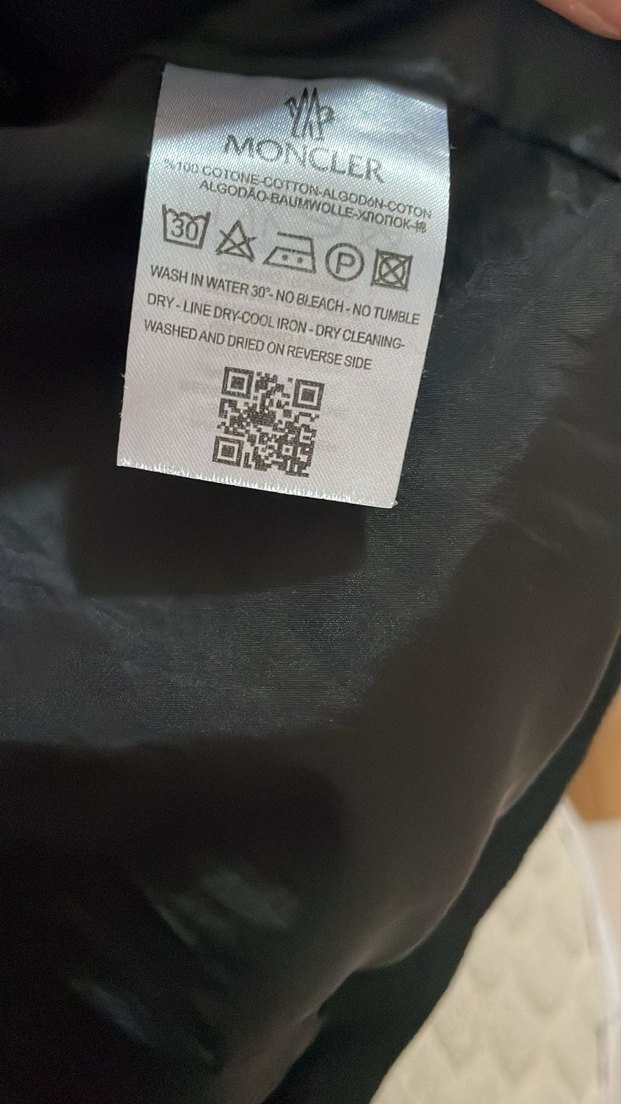 MONCLER
%100 COTONE-COTTON-ALGODóN-COTON
ALGODÃO-BAUMWOLLE-ХЛОПОК-棉
30 P
WASH IN WATER 30°- NO BLEACH - NO TUMBLE
DRY - LINE DRY-COOL IRON - DRY CLEANING-
WASHED AND DRIED ON REVERSE SIDE